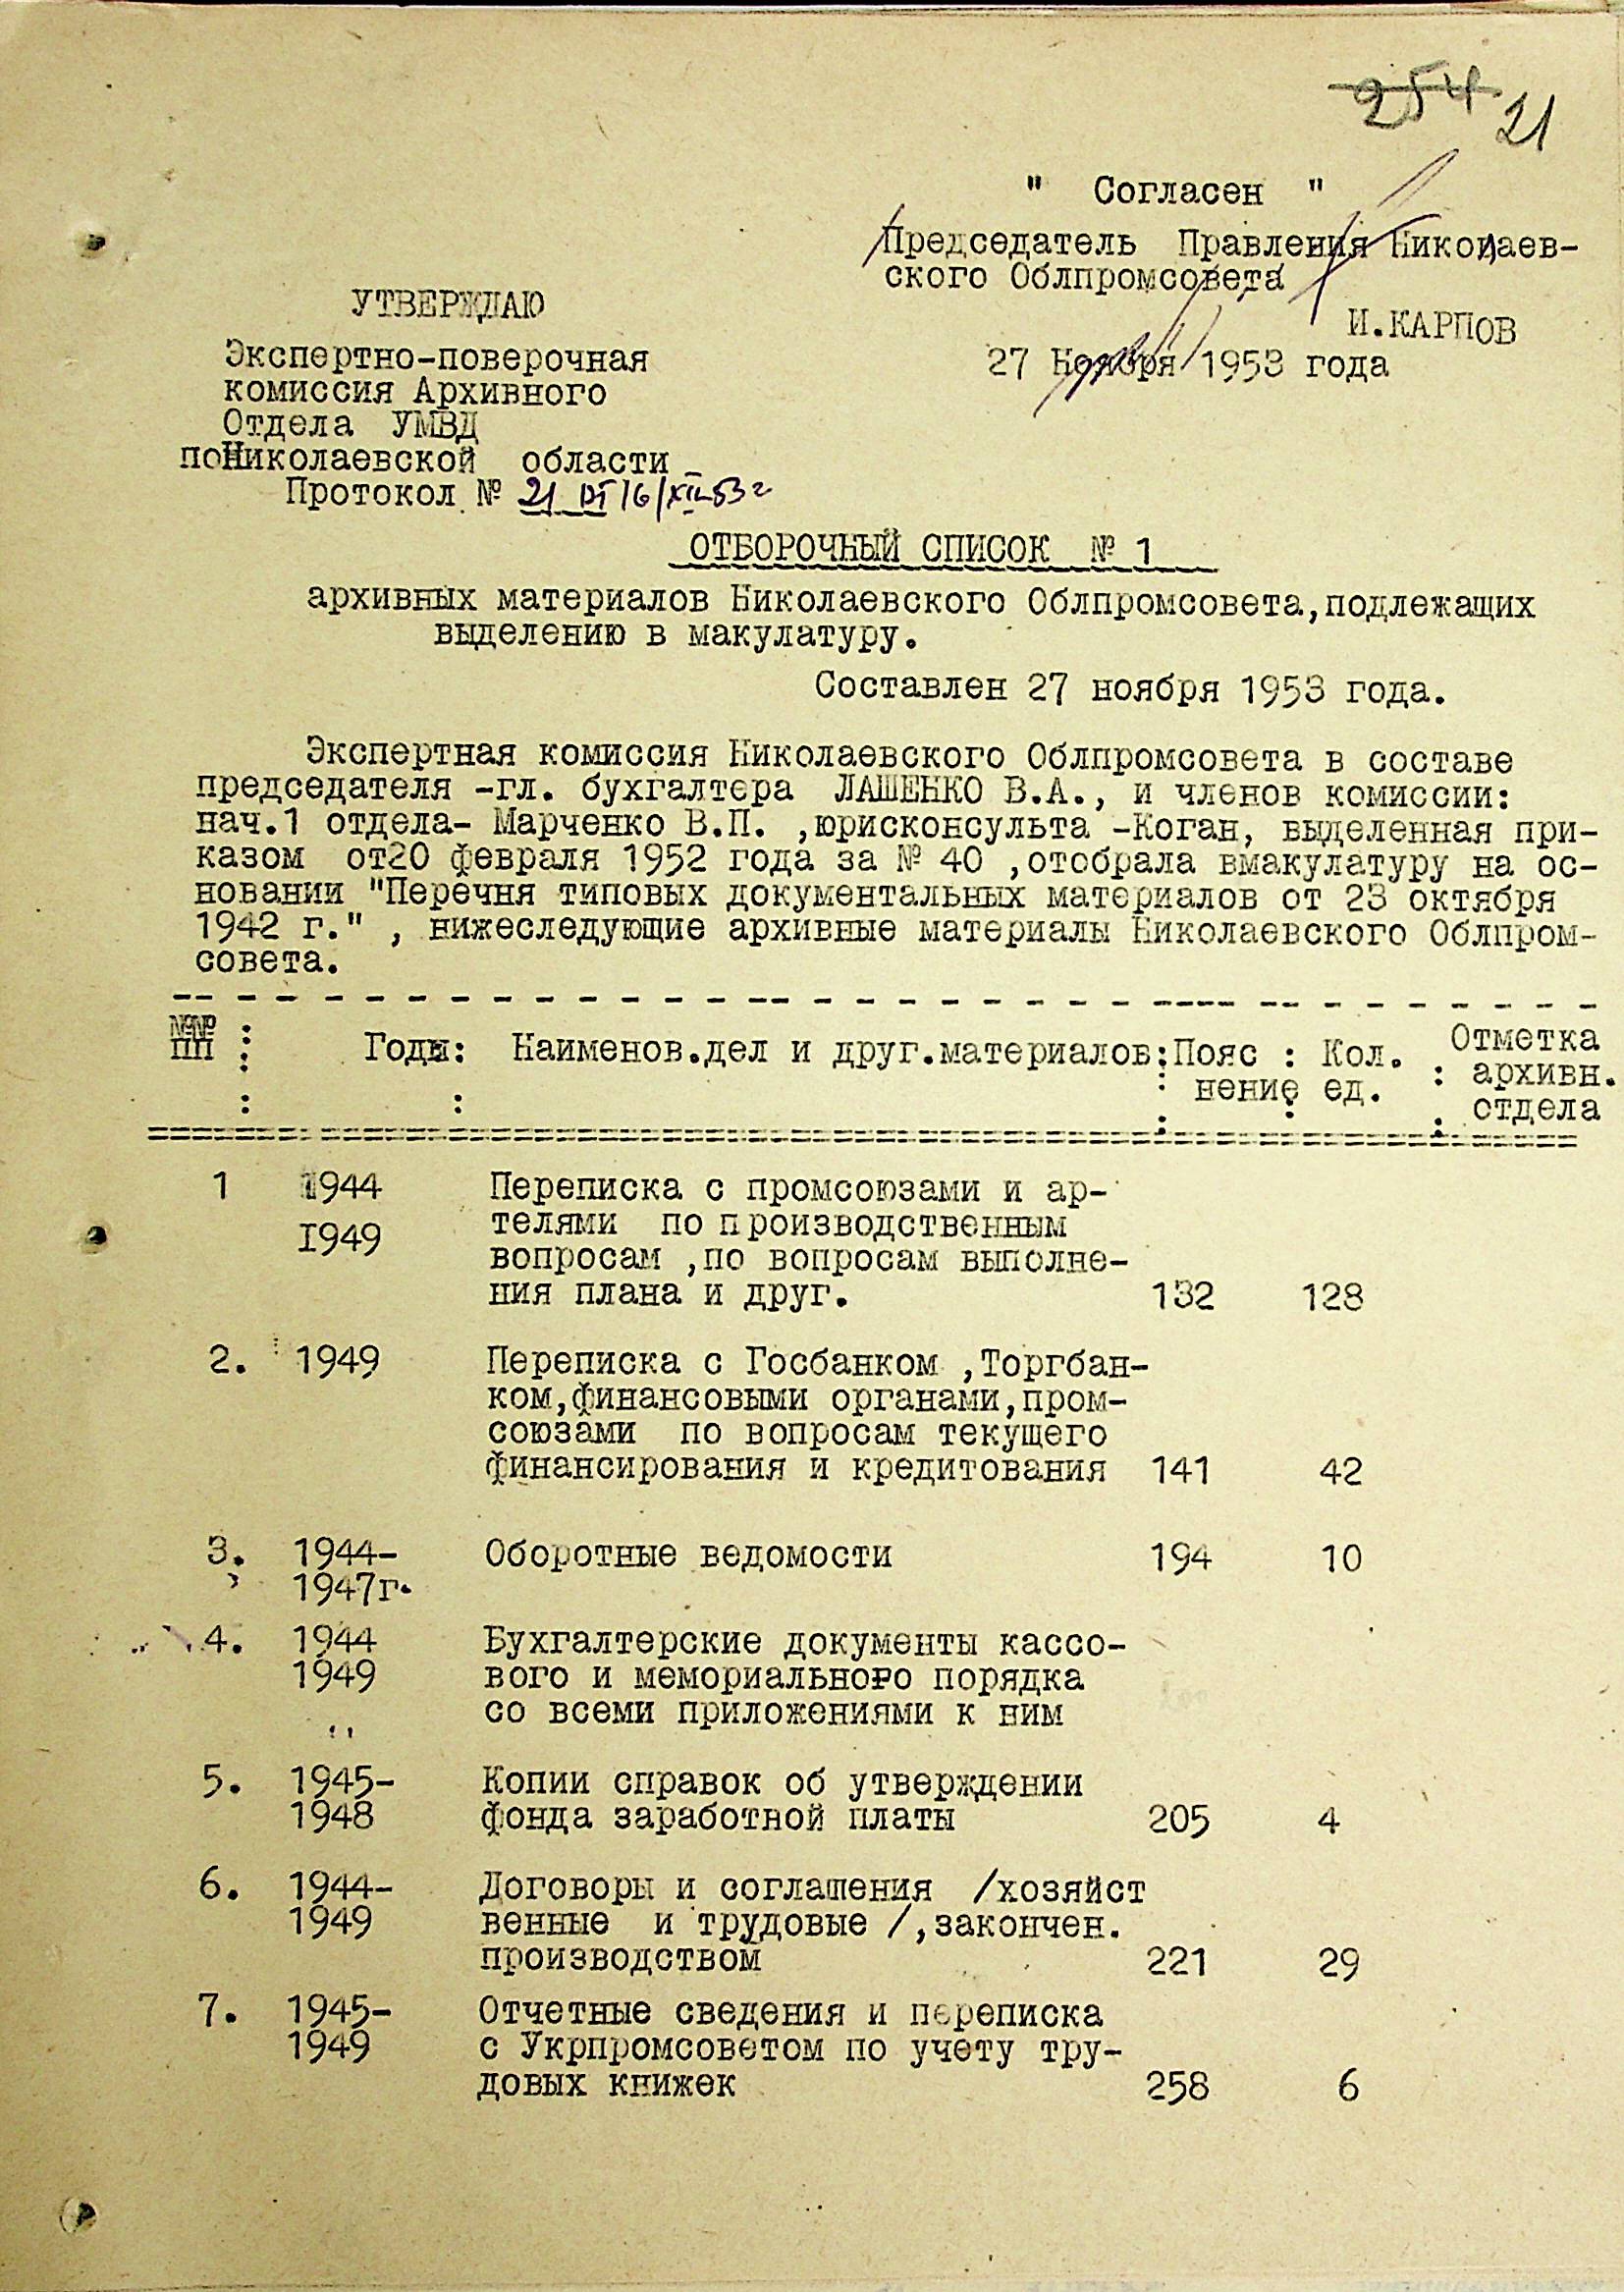 254 21
" Согласен "
Председатель Правления Николаев-
ского Облпромсовета
И.КАРПОВ
27 Ноября 1953 года
УТВЕРЖДАЮ
Экспертно-поверочная
комиссия Архивного
Отдела УМВД
поНиколаевской области
Протокол № 21 от 16/XII-53г
ОТБОРОЧНЫЙ СПИСОК № 1
архивных материалов Николаевского Облпромсовета,подлежащих
выделению в макулатуру.
Составлен 27 ноября 1953 года.
Экспертная комиссия Николаевского Облпромсовета в составе
председателя -гл. бухгалтера ЛАШЕНКО В.А., и членов комиссии:
нач.1 отдела- Марченко В.П. ,юрисконсульта -Коган, выделенная при-
казом от20 февраля 1952 года за № 40 ,отобрала вмакулатуру на ос-
новании "Перечня типовых документальных материалов от 23 октября
1942 г." , нижеследующие архивные материалы Николаевского Облпром-
совета.
№№ : Годы: Наименов.дел и друг.материалов:Пояс : Кол. Отметка
пп : нение ед. : архивн.
отдела
1 1944 Переписка с промсоюзами и ар-
1949 телями по производственным
вопросам ,по вопросам выполне-
ния плана и друг. 132 128
2. 1949 Переписка с Госбанком ,Торгбан-
ком,финансовыми органами,пром-
союзами по вопросам текущего
финансирования и кредитования 141 42
3. 1944- Оборотные ведомости 194 10
1947г.
4. 1944 Бухгалтерские документы кассо-
1949 вого и мемориального порядка
со всеми приложениями к ним
5. 1945- Копии справок об утверждении
1948 фонда заработной платы 205 4
6. 1944- Договоры и соглашения /хозяйст
1949 венные и трудовые /,закончен.
производством 221 29
7. 1945- Отчетные сведения и переписка
1949 с Укрпромсоветом по учету тру-
довых книжек 258 6